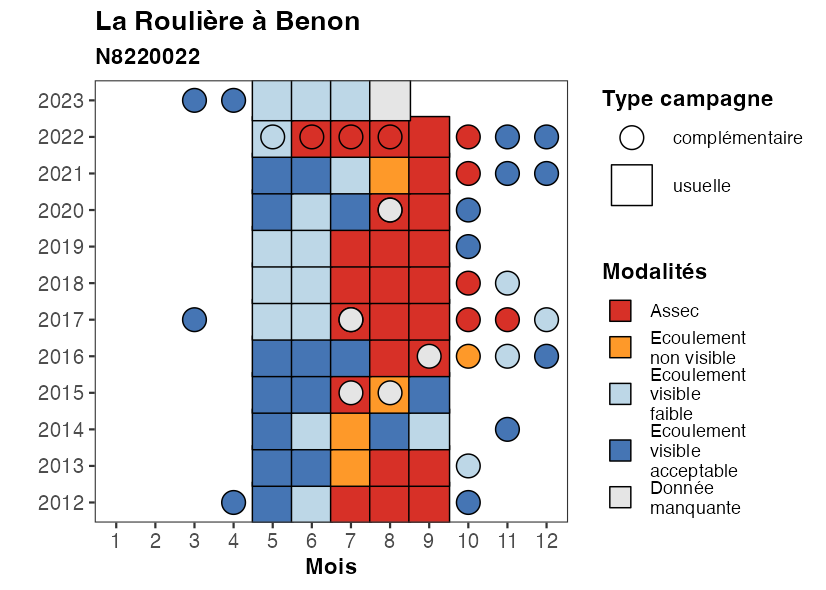 La Roulière à Benon
N8220022
2023
2022
2021
2020
2019
2018
2017
2016
2015
2014
2013
2012
1 2 3 4 5 6 7 8 9 10 11 12
Mois
Type campagne
complémentaire
usuelle
Modalités
Assec
Ecoulement
non visible
Ecoulement
visible
faible
Ecoulement
visible
acceptable
Donnée
manquante